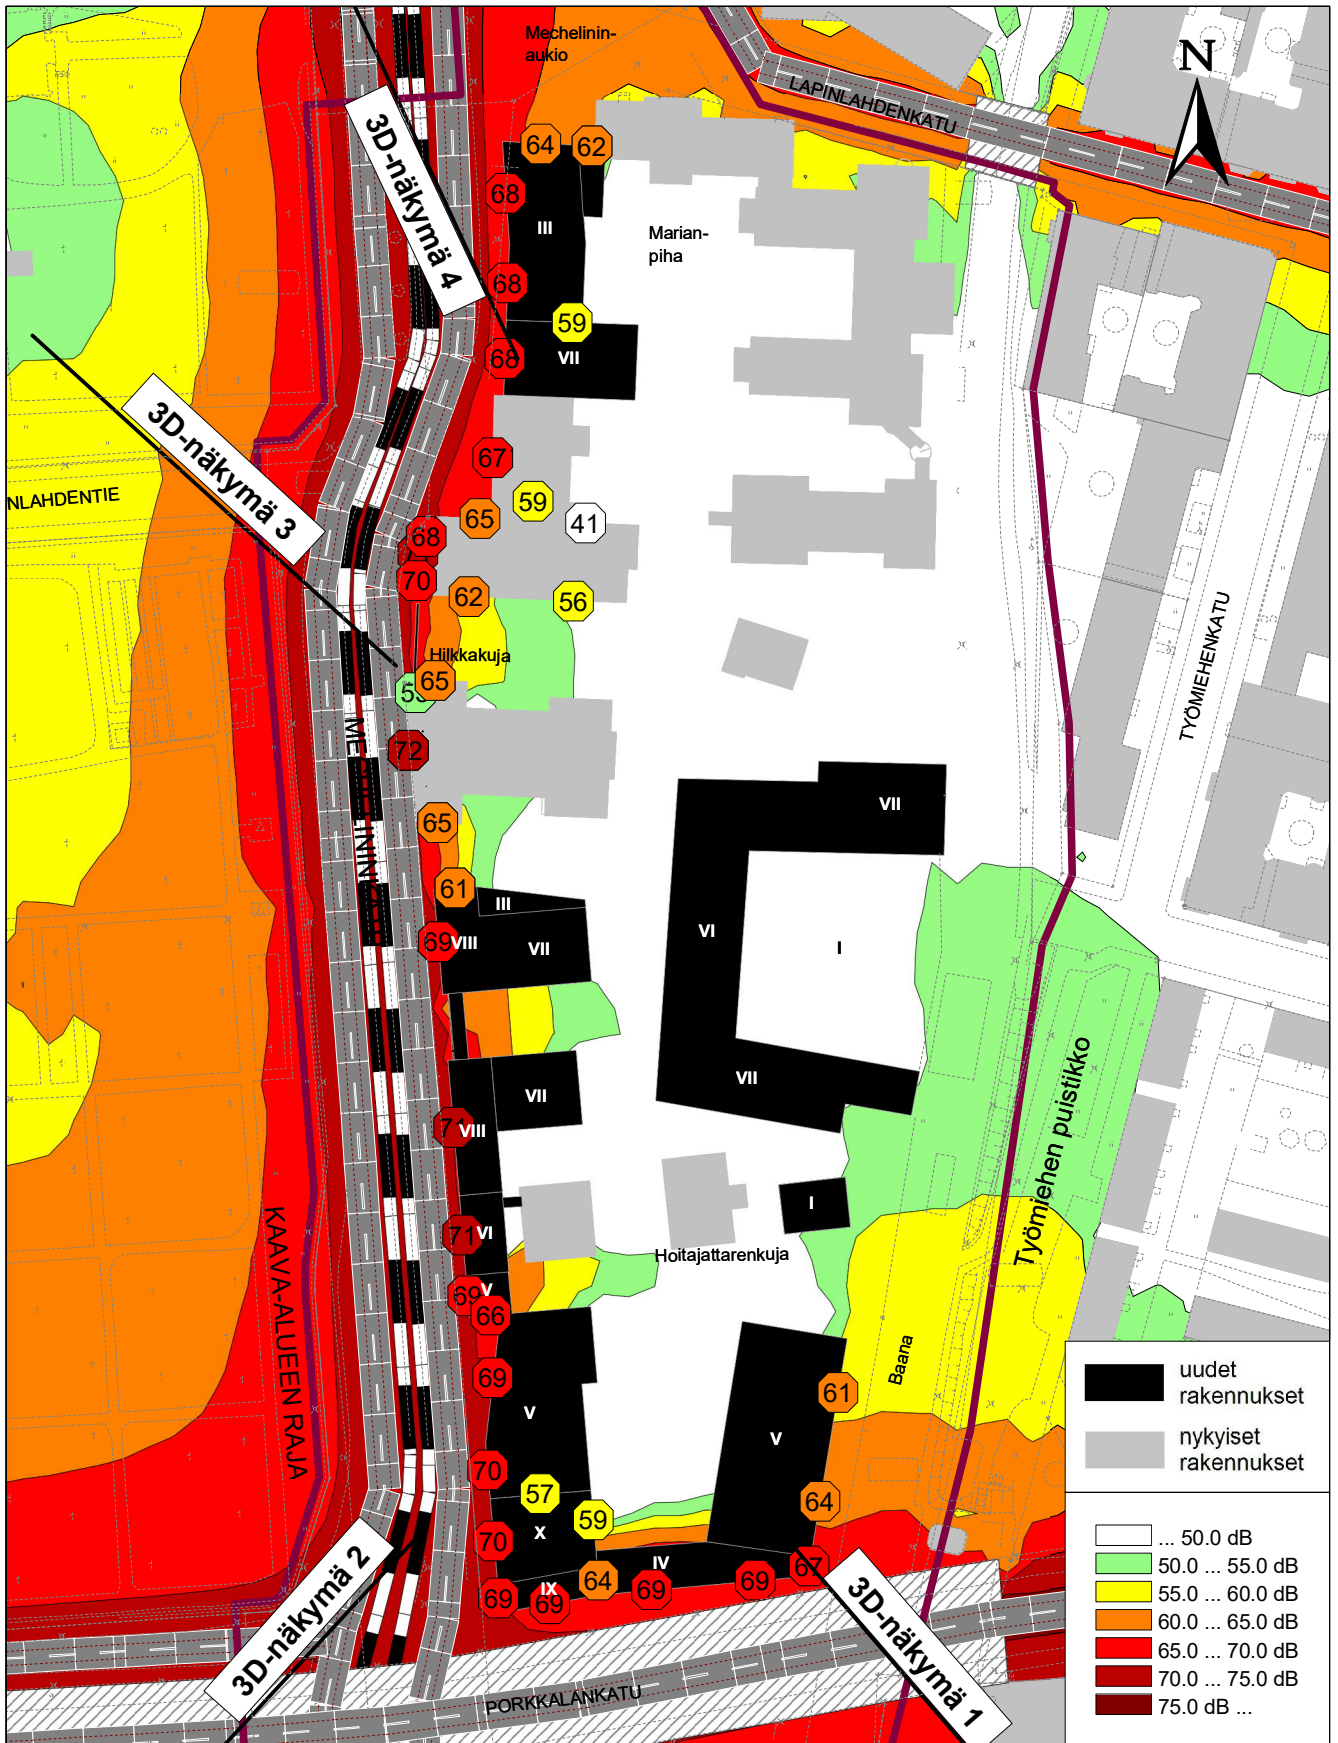 Mechelinin-
aukio
LAPINLAHDENKATU
N
3D-näkymä 4
64
62
68
III
Marian-
piha
68
59
68
VII
3D-näkymä 3
67
NLAHDENTIE
59
65
41
68
70
62
56
Hilkkakuja
65
72
TYÖMIEHENKATU
VII
65
61
III
VI
I
69
VIII
VII
VII
VII
71
VIII
Työmiehen puistikko
71
VI
I
Hoitajattarenkuja
KAAVA-ALUEEN RAJA
69
V
66
Baana
69
61
V
V
70
57
64
59
X
70
IV
67
64
IX
69
69
69
69
3D-näkymä 2
3D-näkymä 1
PORKKALANKATU
uudet
rakennukset
nykyiset
rakennukset
... 50.0 dB
50.0 ... 55.0 dB
55.0 ... 60.0 dB
60.0 ... 65.0 dB
65.0 ... 70.0 dB
70.0 ... 75.0 dB
75.0 dB ...